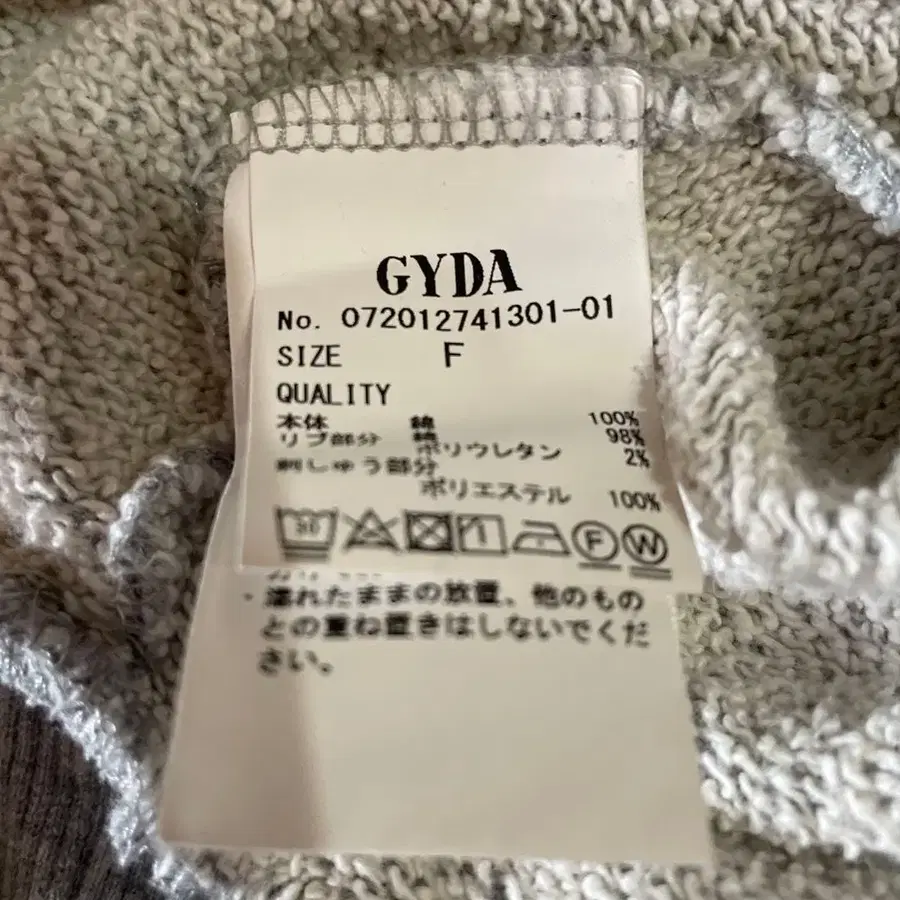 GYDA
No. 072012741301-01
SIZE F
QUALITY
本体 綿 100%
リブ部分 綿 98%
ポリウレタン 2%
刺しゅう部分
ポリエステル 100%
F W
・濡れたままの放置、他のもの
との重ね置きはしないでくだ
さい。